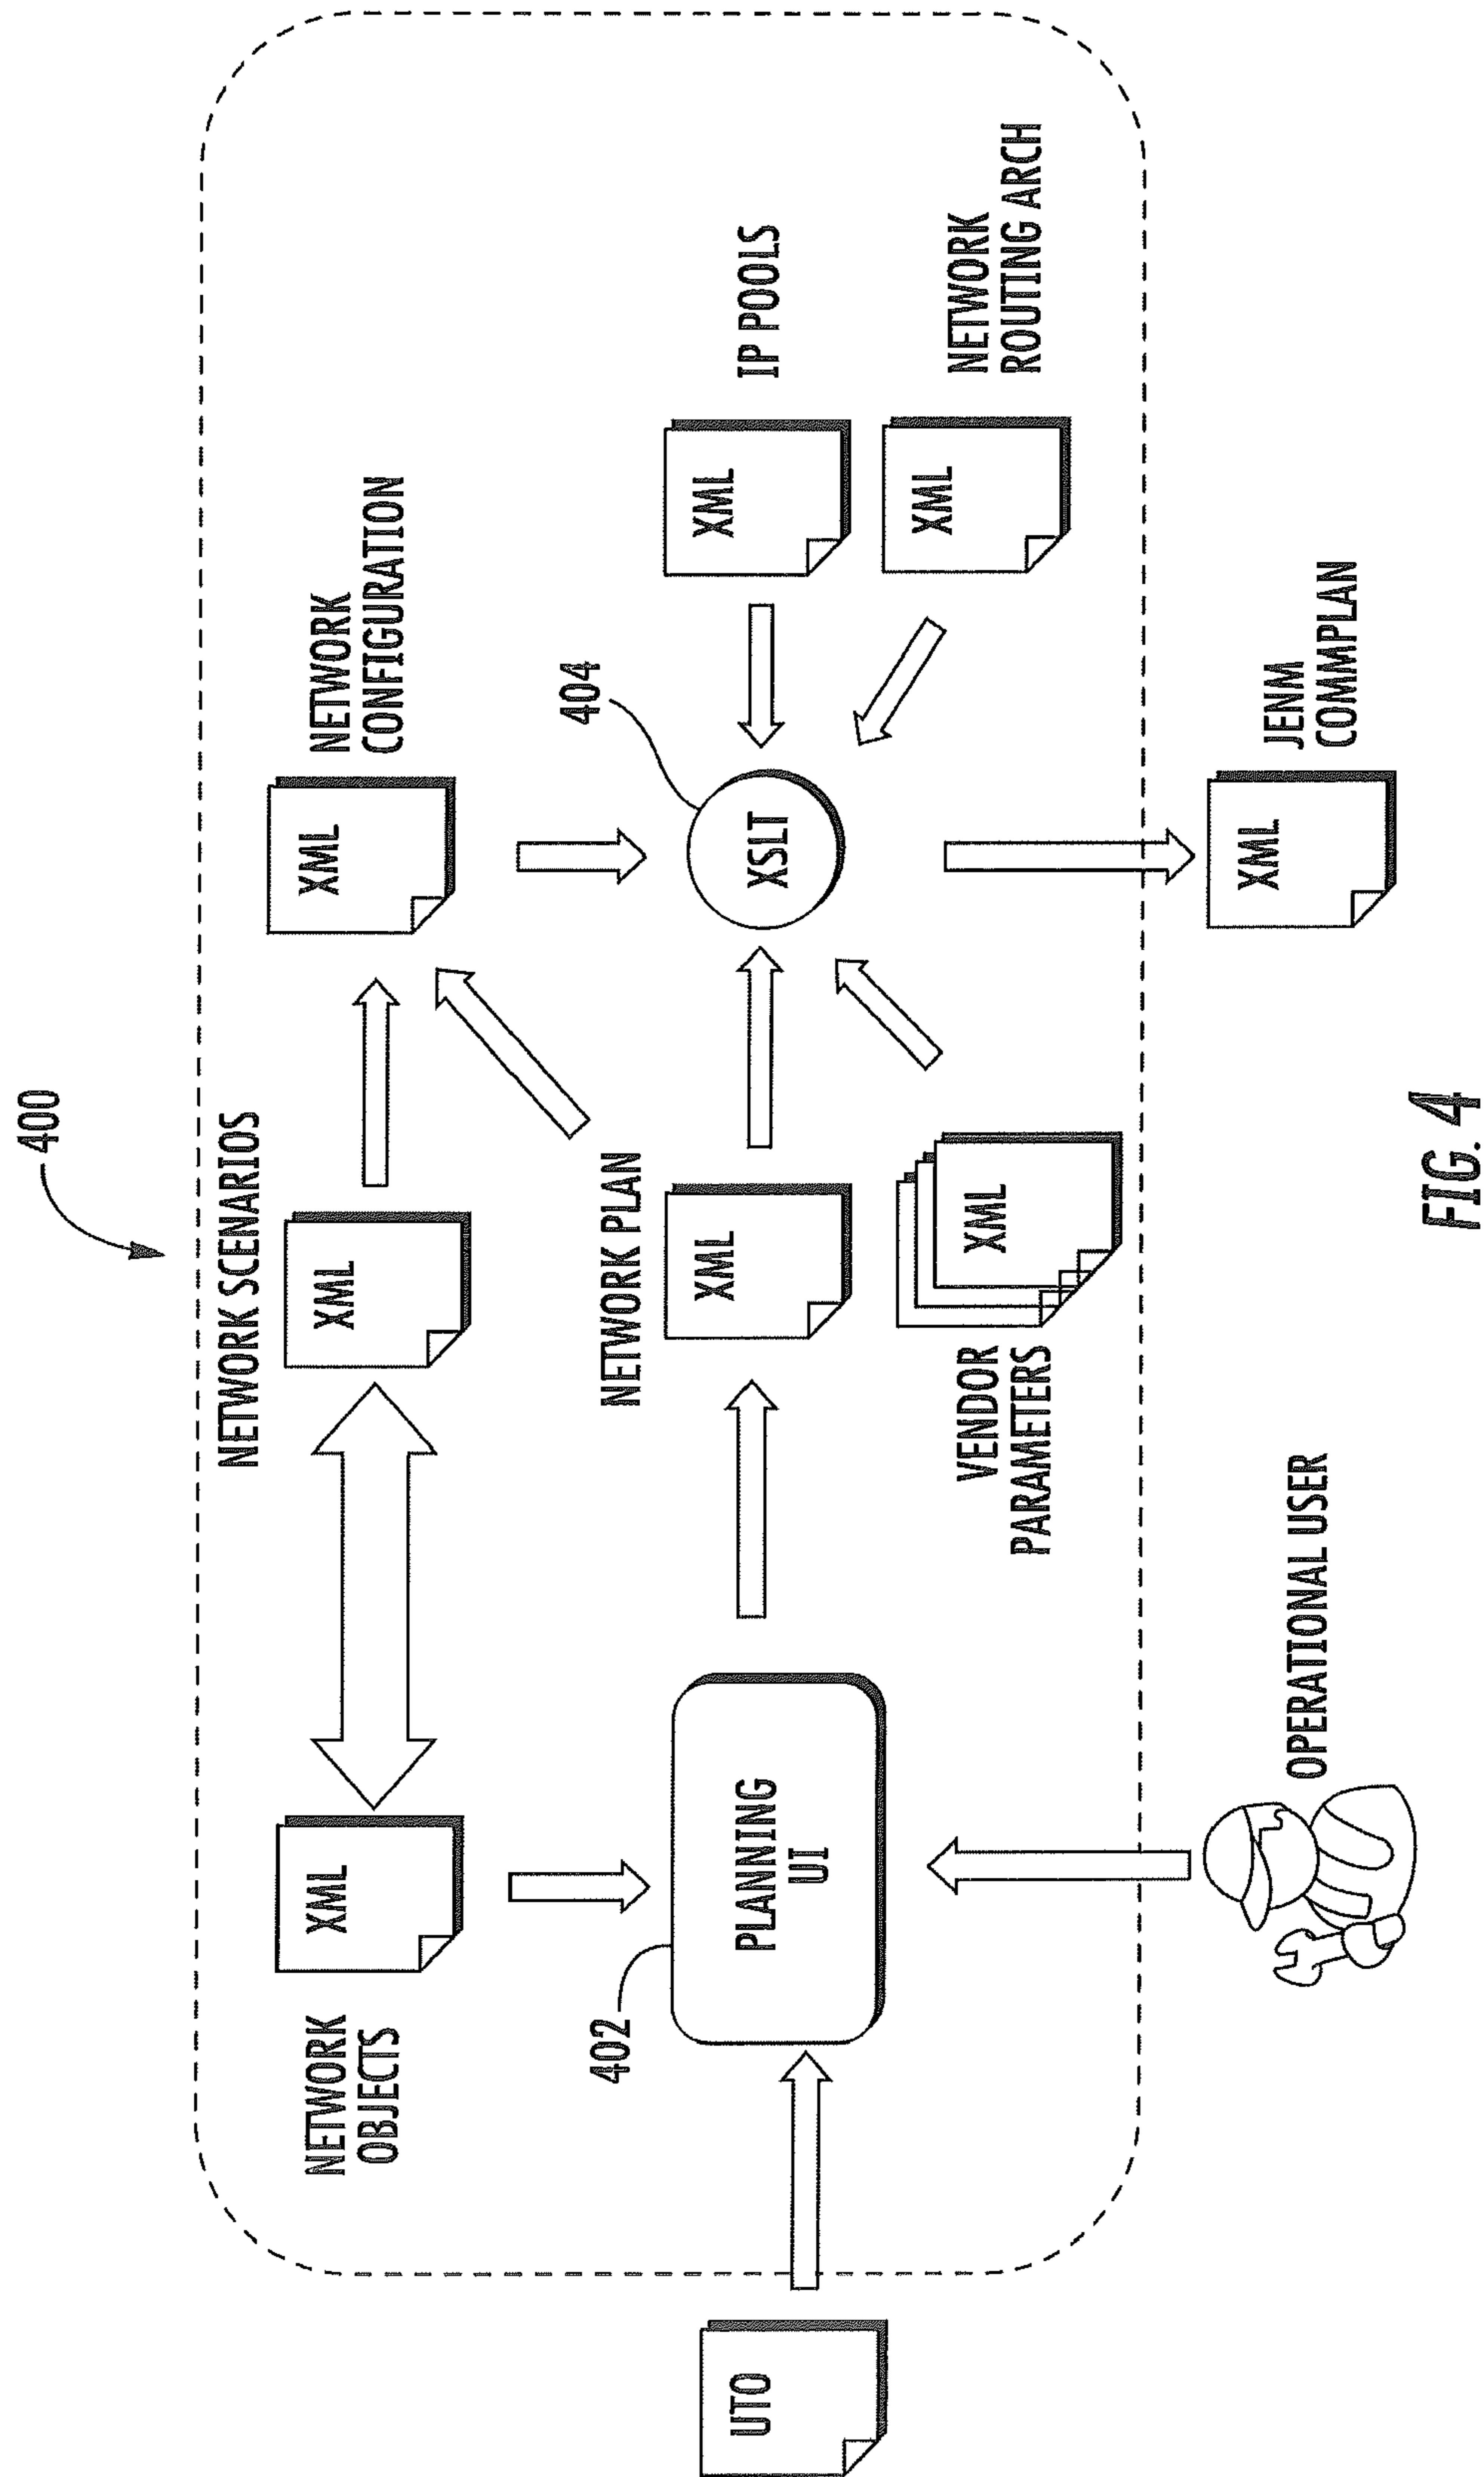 400
NETWORK
OBJECTS
XML
NETWORK SCENARIOS
XML
NETWORK
CONFIGURATION
XML
UTO
402
PLANNING
UI
NETWORK PLAN
XML
404
XSLT
IP POOLS
XML
NETWORK
ROUTING ARCH
XML
VENDOR
PARAMETERS
XML
OPERATIONAL USER
JENM
COMMPLAN
XML
FIG. 4